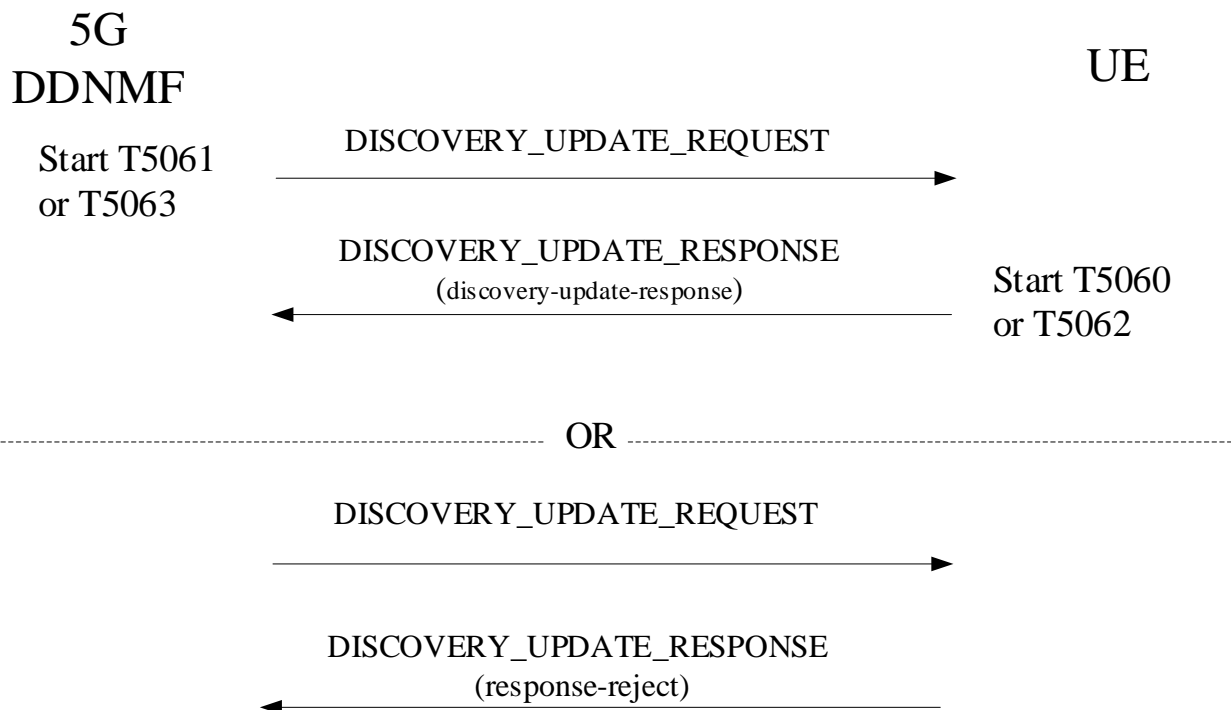 5G
DDNMF
UE
Start T5061
or T5063
DISCOVERY_UPDATE_REQUEST
DISCOVERY_UPDATE_RESPONSE
(discovery-update-response)
Start T5060
or T5062
OR
DISCOVERY_UPDATE_REQUEST
DISCOVERY_UPDATE_RESPONSE
(response-reject)